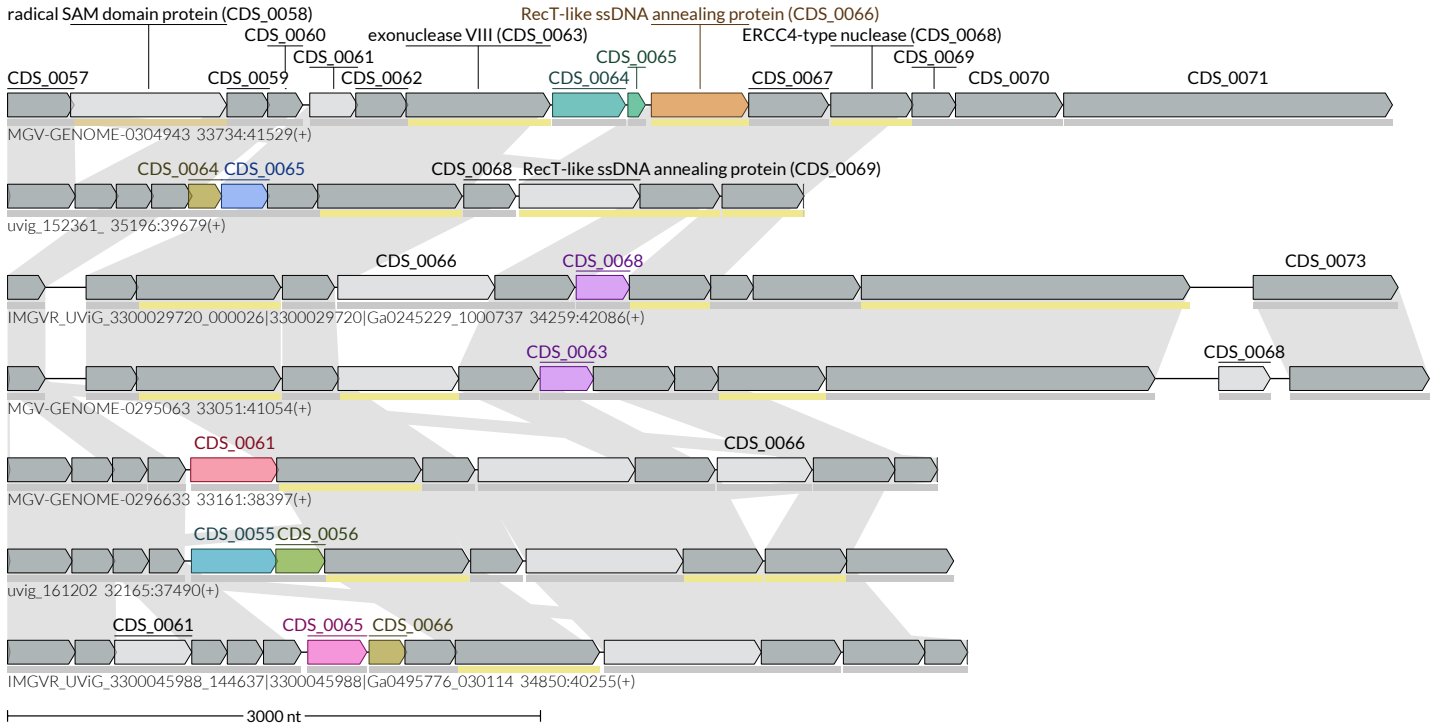 radical SAM domain protein (CDS_0058) RecT-like ssDNA annealing protein (CDS_0066)
CDS_0060 exonuclease VIII (CDS_0063) ERCC4-type nuclease (CDS_0068)
CDS_0061 CDS_0065 CDS_0069
CDS_0057 CDS_0059 CDS_0062 CDS_0064 CDS_0067 CDS_0070 CDS_0071
MGV-GENOME-0304943 33734:41529(+)
CDS_0064 CDS_0065 CDS_0068 RecT-like ssDNA annealing protein (CDS_0069)
uvig_152361_ 35196:39679(+)
CDS_0066 CDS_0068 CDS_0073
IMGVR_UViG_3300029720_000026|3300029720|Ga0245229_1000737 34259:42086(+)
CDS_0063 CDS_0068
MGV-GENOME-0295063 33051:41054(+)
CDS_0061 CDS_0066
MGV-GENOME-0296633 33161:38397(+)
CDS_0055 CDS_0056
uvig_161202 32165:37490(+)
CDS_0061 CDS_0065 CDS_0066
IMGVR_UViG_3300045988_144637|3300045988|Ga0495776_030114 34850:40255(+)
3000 nt